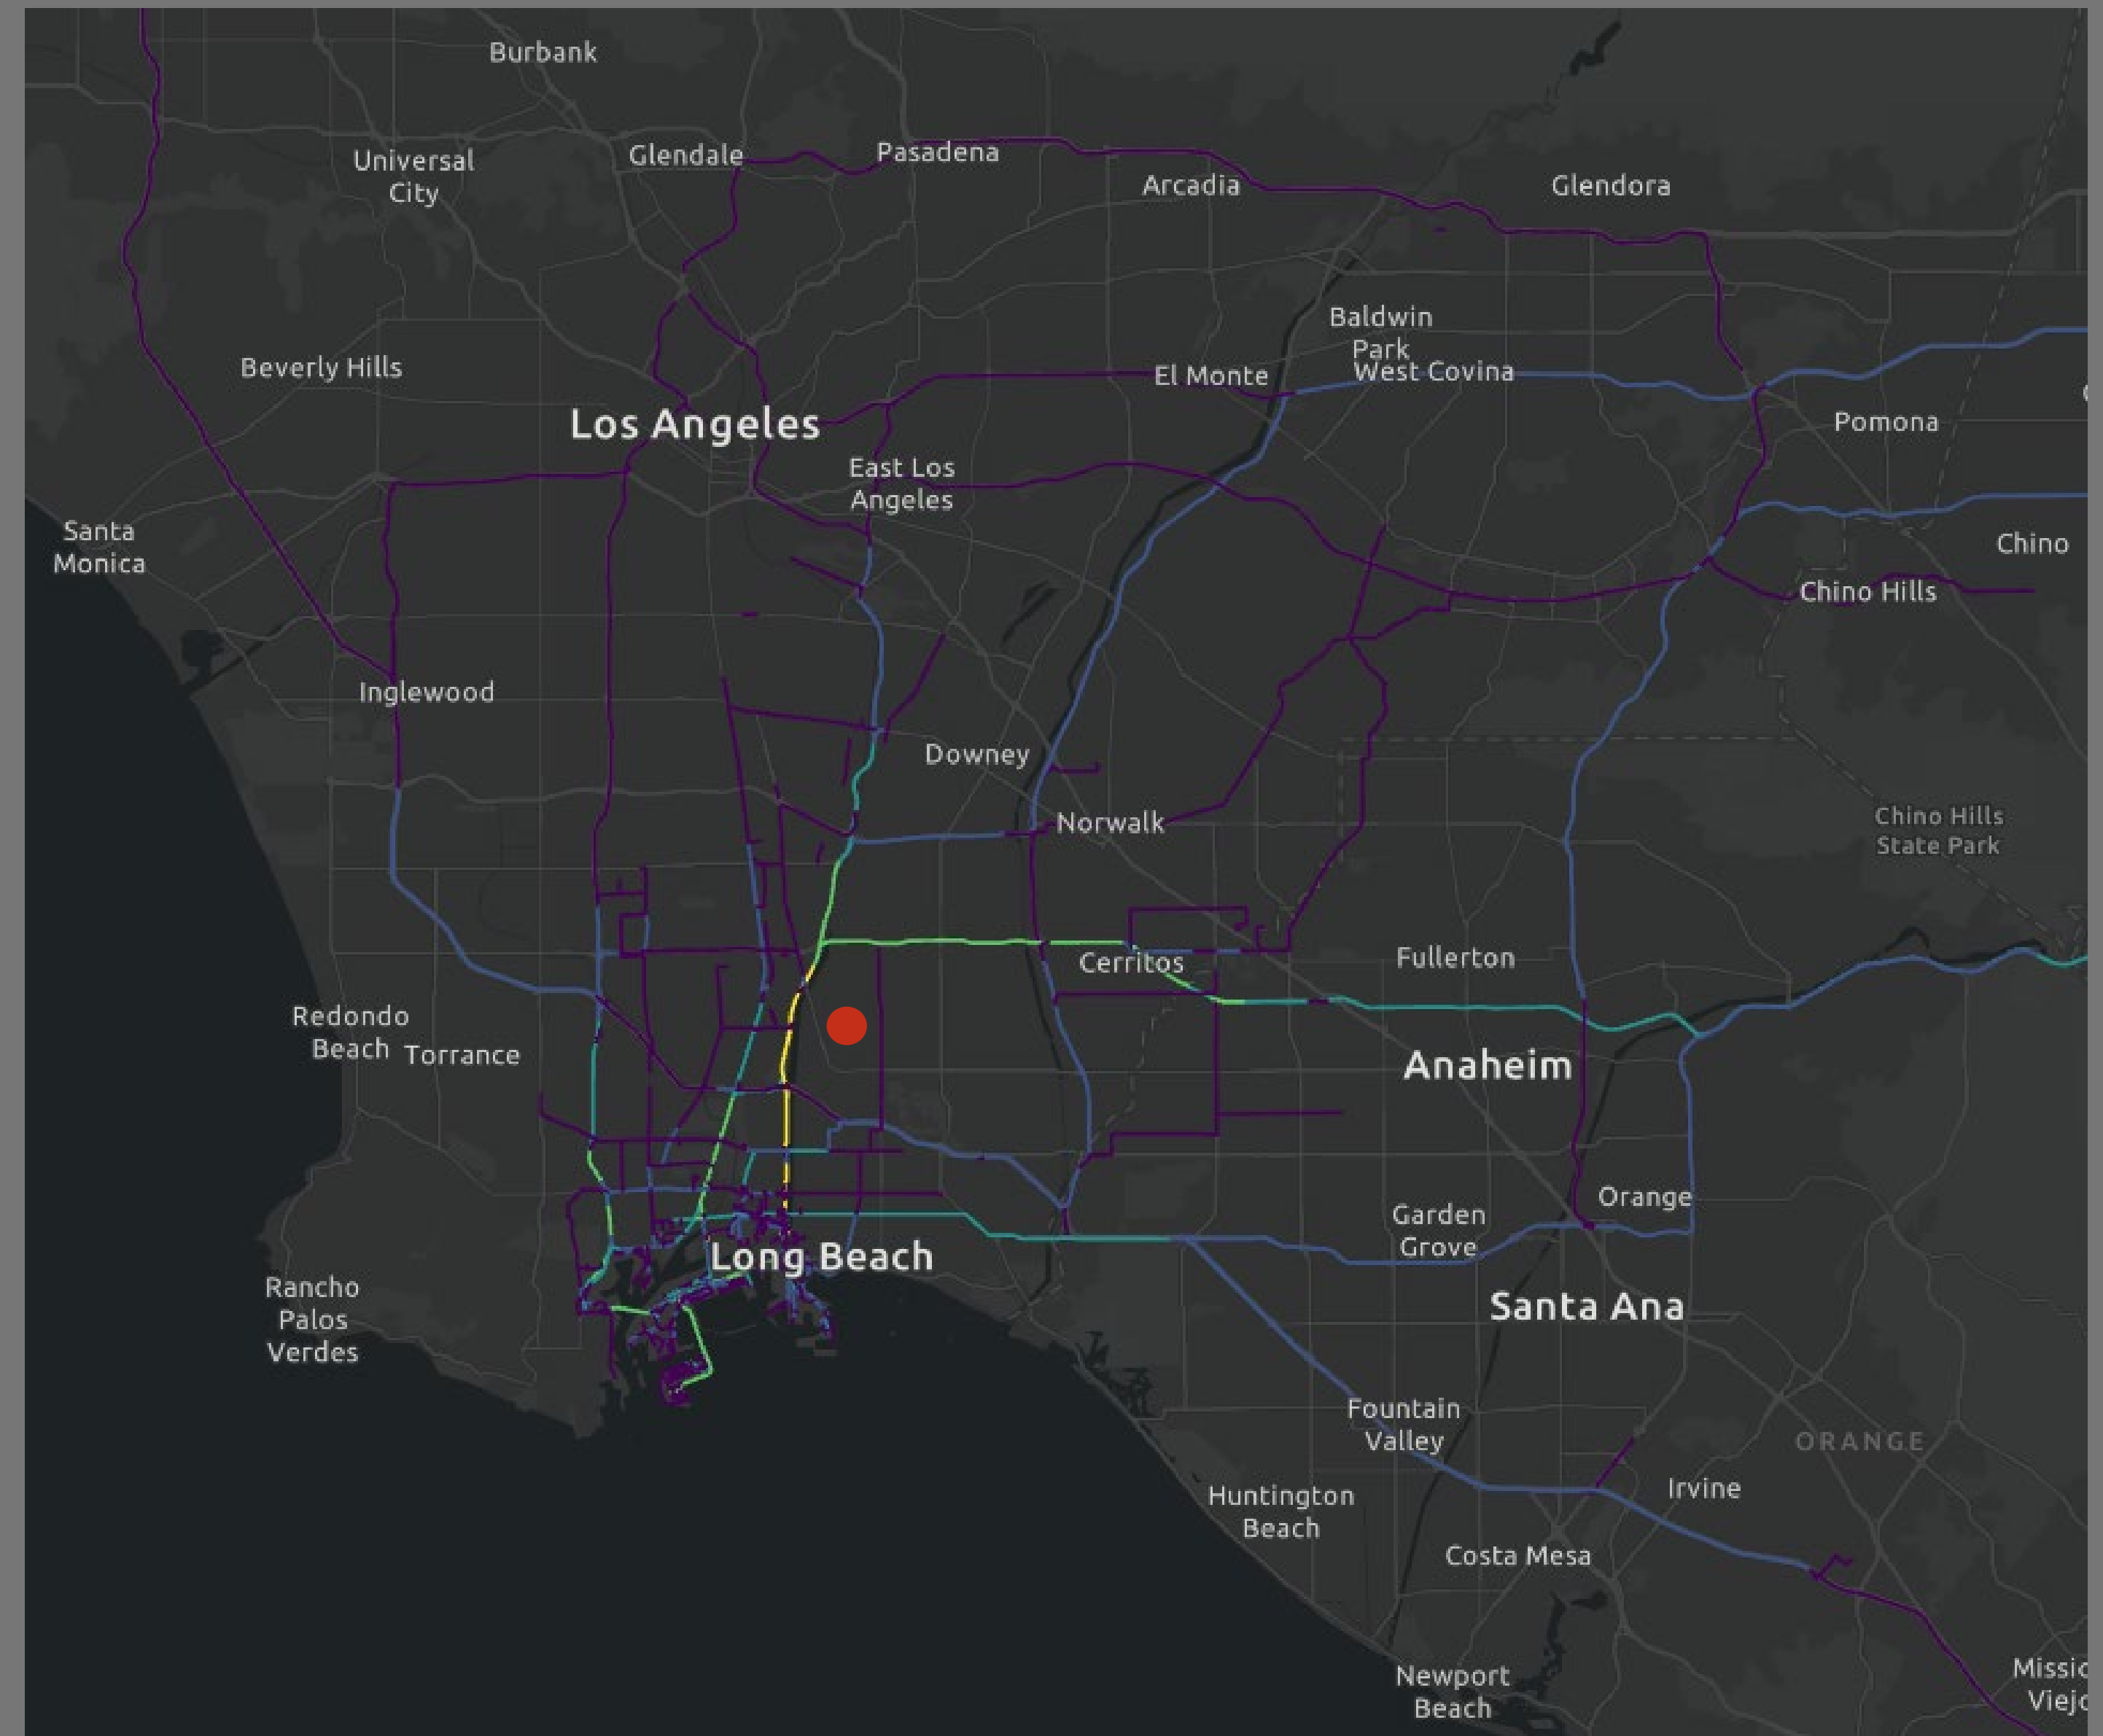 Burbank
Universal
City
Glendale
Pasadena
Arcadia
Glendora
Baldwin
Park
Beverly Hills
El Monte
West Covina
Los Angeles
Pomona
East Los
Angeles
Santa
Monica
Chino
Chino Hills
Inglewood
Downey
Norwalk
Chino Hills
State Park
Cerritos
Fullerton
Redondo
Beach
Torrance
Anaheim
Orange
Garden
Grove
Long Beach
Rancho
Palos
Verdes
Santa Ana
Fountain
Valley
ORANGE
Irvine
Huntington
Beach
Costa Mesa
Newport
Beach
Missio
Viejo